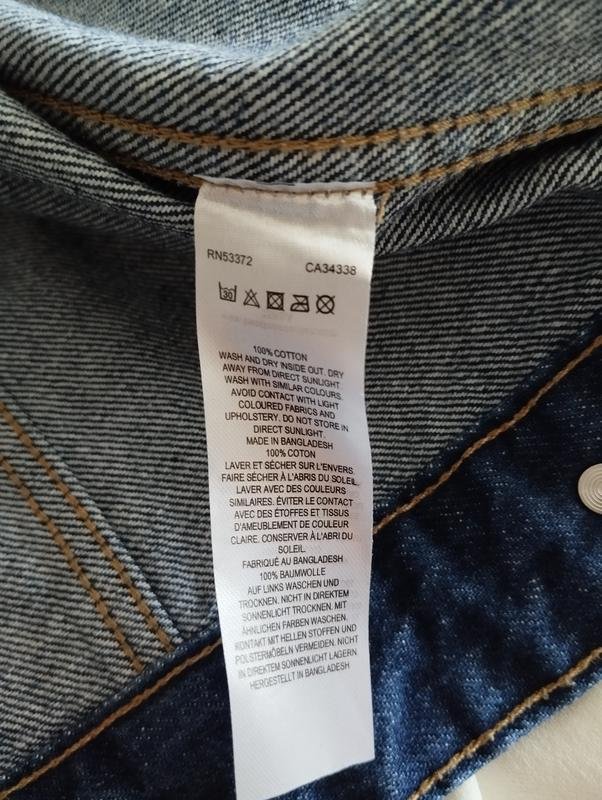 RN53372 CA34338
30
100% COTTON
WASH AND DRY INSIDE OUT. DRY
AWAY FROM DIRECT SUNLIGHT.
WASH WITH SIMILAR COLOURS.
AVOID CONTACT WITH LIGHT
COLOURED FABRICS AND
UPHOLSTERY. DO NOT STORE IN
DIRECT SUNLIGHT.
MADE IN BANGLADESH
100% COTON
LAVER ET SÉCHER SUR L'ENVERS.
FAIRE SÉCHER À L'ABRIS DU SOLEIL.
LAVER AVEC DES COULEURS
SIMILAIRES. ÉVITER LE CONTACT
AVEC DES ÉTOFFES ET TISSUS
D'AMEUBLEMENT DE COULEUR
CLAIRE. CONSERVER À L'ABRI DU
SOLEIL.
FABRIQUÉ AU BANGLADESH
100% BAUMWOLLE
AUF LINKS WASCHEN UND
TROCKNEN. NICHT IN DIREKTEM
SONNENLICHT TROCKNEN. MIT
ÄHNLICHEN FARBEN WASCHEN.
KONTAKT MIT HELLEN STOFFEN UND
POLSTERMÖBELN VERMEIDEN. NICHT
IN DIREKTEM SONNENLICHT LAGERN.
HERGESTELLT IN BANGLADESH